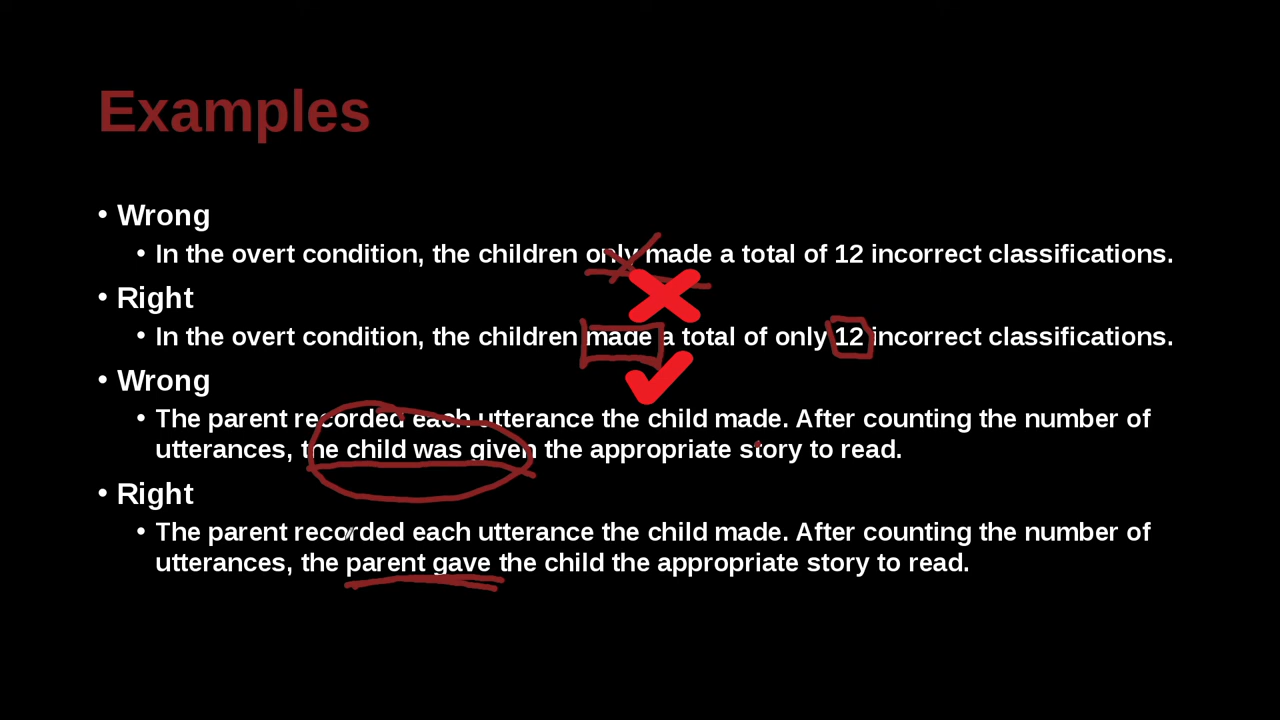 Examples
• Wrong
• In the overt condition, the children only made a total of 12 incorrect classifications.
• Right
• In the overt condition, the children made a total of only 12 incorrect classifications.
• Wrong
• The parent recorded each utterance the child made. After counting the number of
utterances, the child was given the appropriate story to read.
• Right
• The parent recorded each utterance the child made. After counting the number of
utterances, the parent gave the child the appropriate story to read.